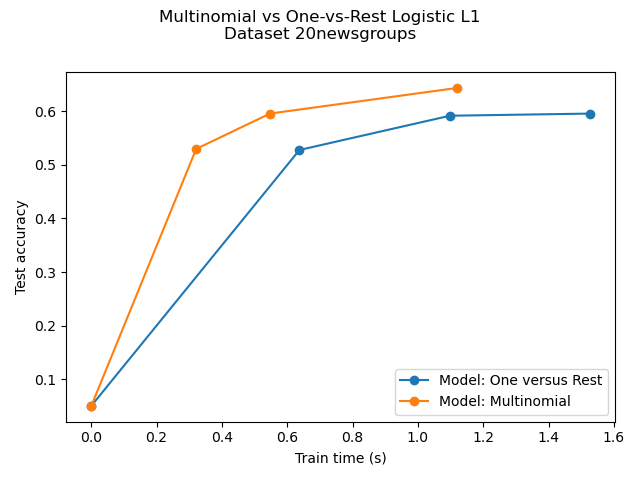 Multinomial vs One-vs-Rest Logistic L1
Dataset 20newsgroups
0.6
0.5
0.4
0.3
0.2
0.1
Test accuracy
0.0 0.2 0.4 0.6 0.8 1.0 1.2 1.4 1.6
Train time (s)
Model: One versus Rest
Model: Multinomial